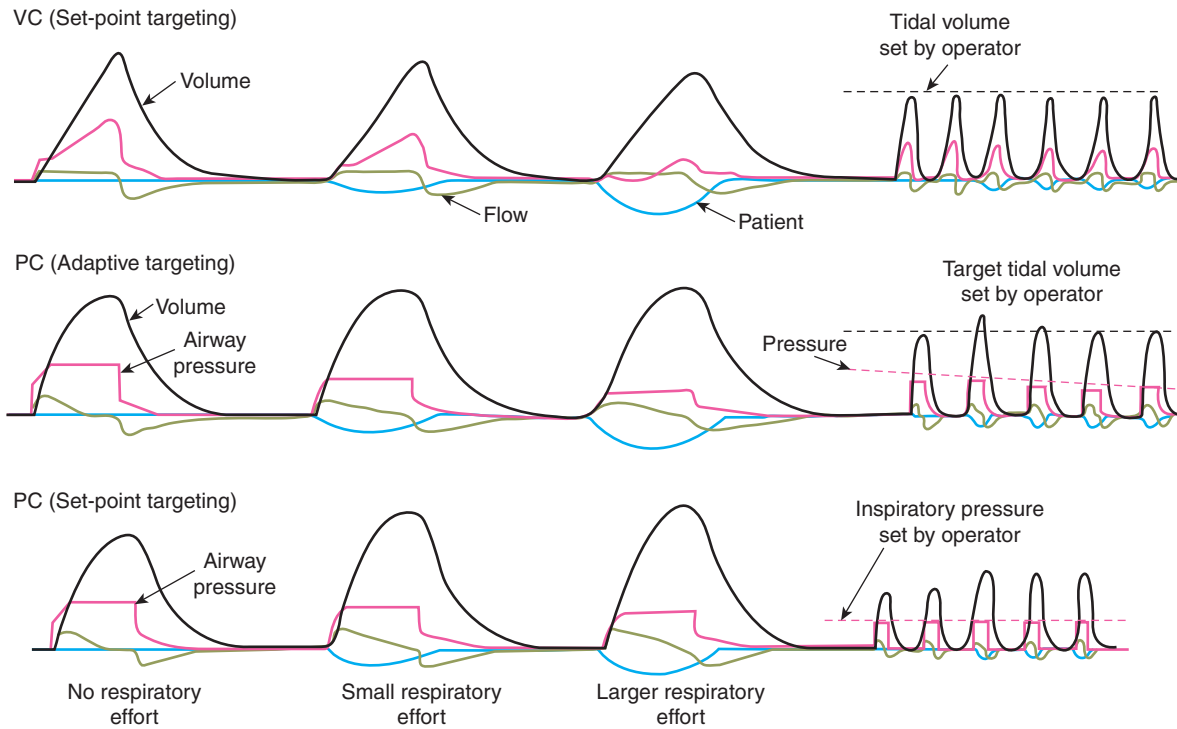 VC (Set-point targeting)
Tidal volume
set by operator
Volume
Flow
Patient
PC (Adaptive targeting)
Target tidal volume
set by operator
Volume
Airway
pressure
Pressure
PC (Set-point targeting)
Inspiratory pressure
set by operator
Airway
pressure
No respiratory
effort
Small respiratory
effort
Larger respiratory
effort